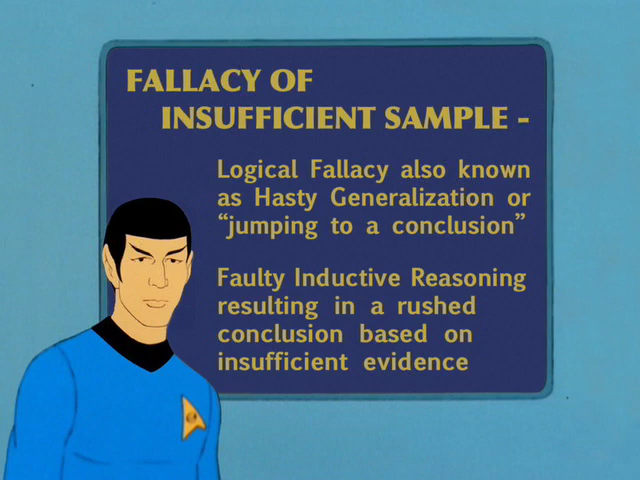 FALLACY OF
INSUFFICIENT SAMPLE -
Logical Fallacy also known
as Hasty Generalization or
“jumping to a conclusion”
Faulty Inductive Reasoning
resulting in a rushed
conclusion based on
insufficient evidence